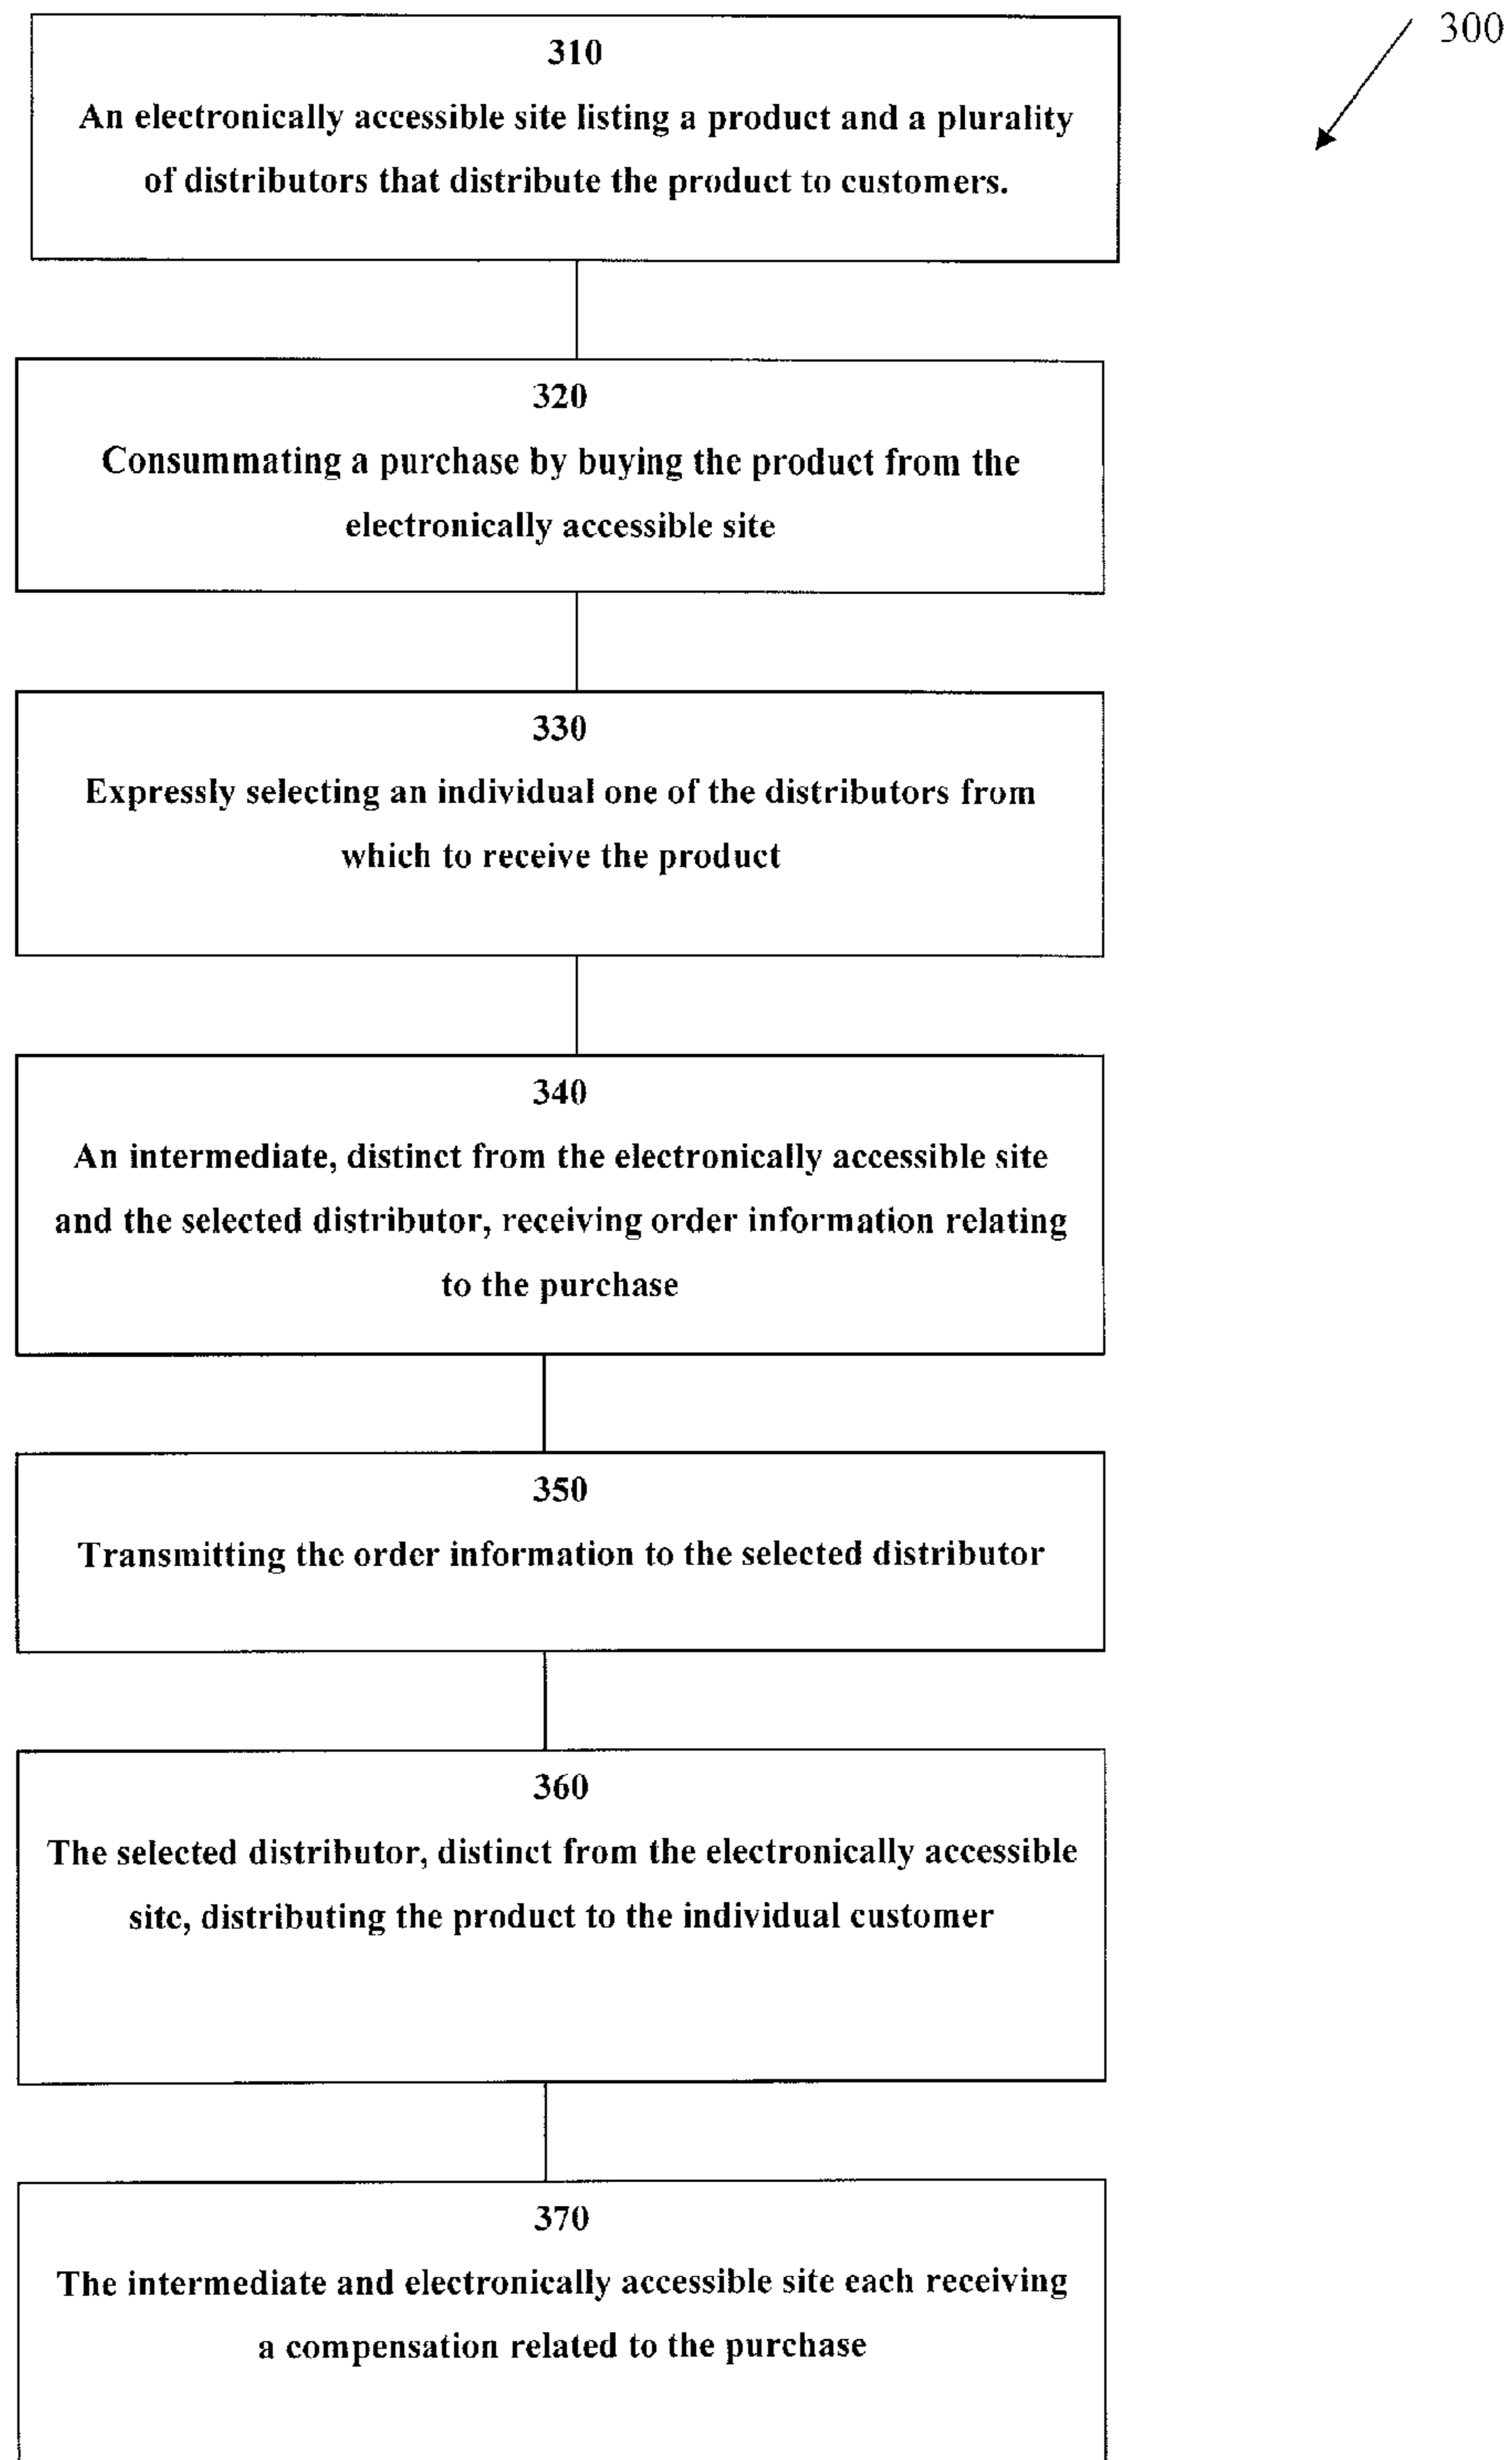 300
310
An electronically accessible site listing a product and a plurality
of distributors that distribute the product to customers.
320
Consummating a purchase by buying the product from the
electronically accessible site
330
Expressly selecting an individual one of the distributors from
which to receive the product
340
An intermediate, distinct from the electronically accessible site
and the selected distributor, receiving order information relating
to the purchase
350
Transmitting the order information to the selected distributor
360
The selected distributor, distinct from the electronically accessible
site, distributing the product to the individual customer
370
The intermediate and electronically accessible site each receiving
a compensation related to the purchase